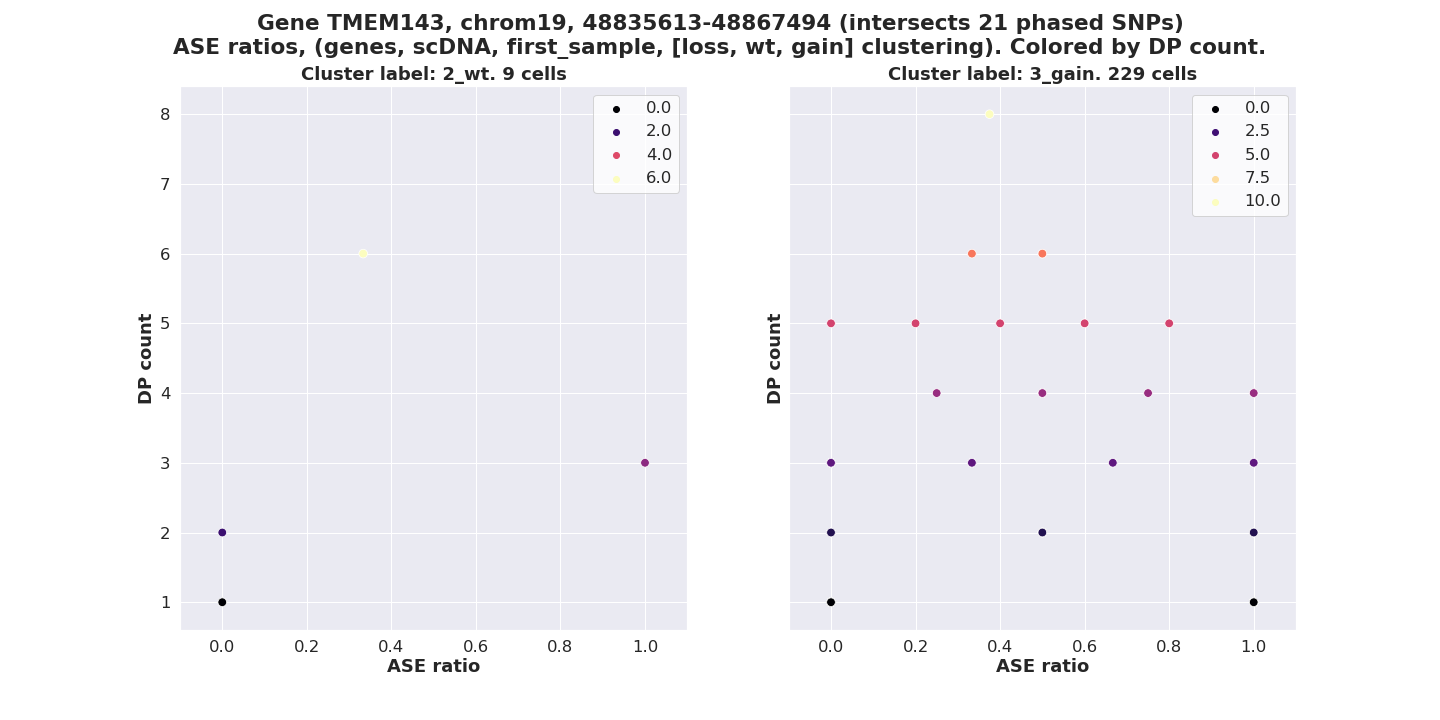 Gene TMEM143, chrom19, 48835613-48867494 (intersects 21 phased SNPs)
ASE ratios, (genes, scDNA, first_sample, [loss, wt, gain] clustering). Colored by DP count.
Cluster label: 2_wt. 9 cells
8
7
6
5
4
3
2
1
DP count
0.0
2.0
4.0
6.0
0.0 0.2 0.4 0.6 0.8 1.0
ASE ratio
Cluster label: 3_gain. 229 cells
DP count
0.0
2.5
5.0
7.5
10.0
0.0 0.2 0.4 0.6 0.8 1.0
ASE ratio